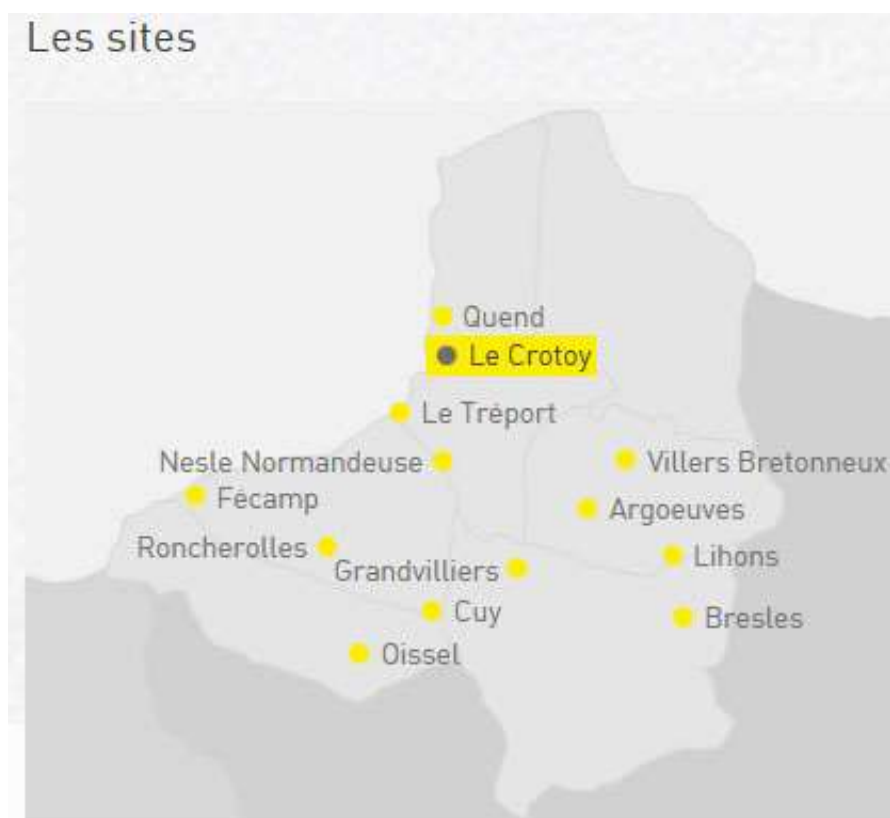 Les sites
Quend
Le Crotoy
Le Tréport
Nesle Normandeuse
Villers Bretonneux
Fécamp
Argoeuves
Roncherolles
Lihons
Grandvilliers
Cuy
Bresles
Oissel